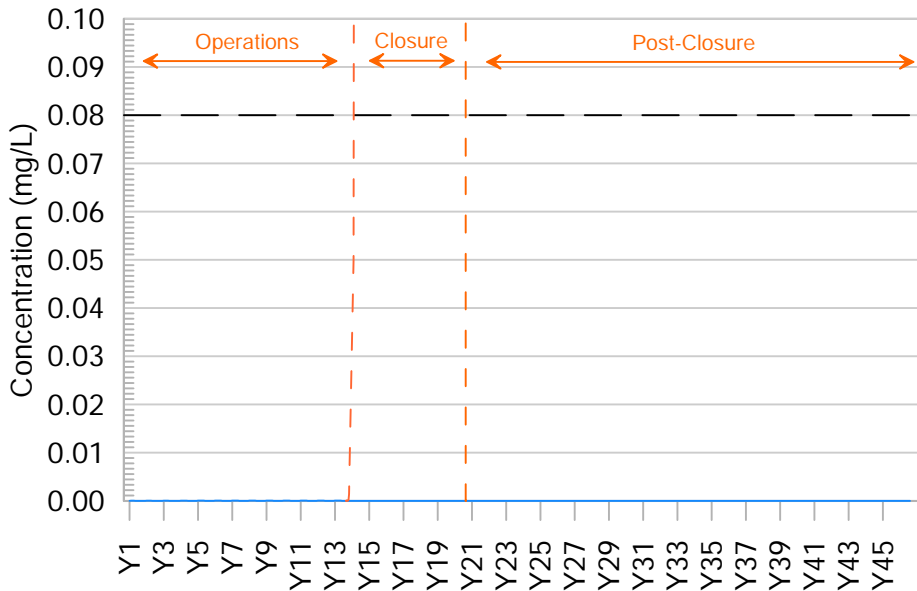 0.10
0.09
0.08
0.07
0.06
0.05
0.04
0.03
0.02
0.01
0.00
Concentration (mg/L)
Operations
Closure
Post-Closure
Y1
Y3
Y5
Y7
Y9
Y11
Y13
Y15
Y17
Y19
Y21
Y23
Y25
Y27
Y29
Y31
Y33
Y35
Y37
Y39
Y41
Y43
Y45